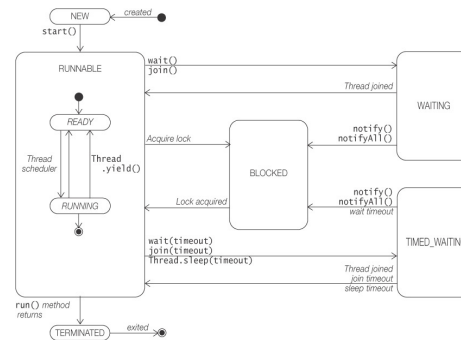 NEW
created
start()
RUNNABLE
wait()
join()
Thread joined
WAITING
READY
Thread
scheduler
Thread
.yield()
RUNNING
Acquire lock
BLOCKED
notify()
notifyAll()
Lock acquired
notify()
notifyAll()
wait timeout
TIMED_WAITIN
wait(timeout)
join(timeout)
Thread.sleep(timeout)
Thread joined
join timeout
sleep timeout
run() method
returns
TERMINATED
exited